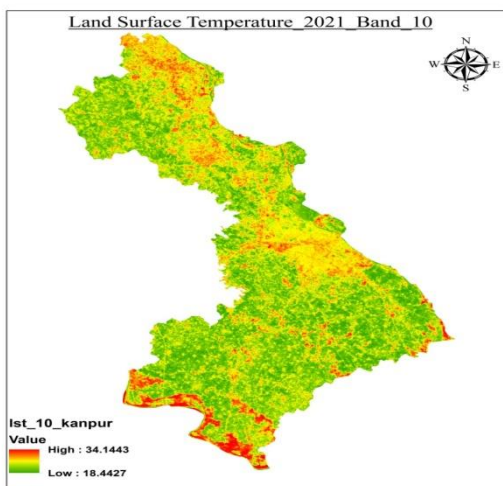 Land Surface Temperature_2021_Band_10
N
W E
S
lst_10_kanpur
Value
High : 34.1443
Low : 18.4427